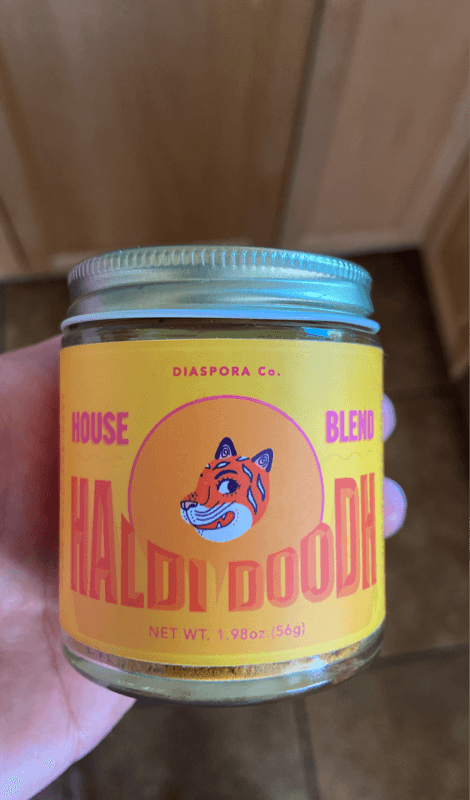 DIASPORA Co.
HOUSE BLEND
HALDI DOODH
NET WT. 1.98oz.(56g)